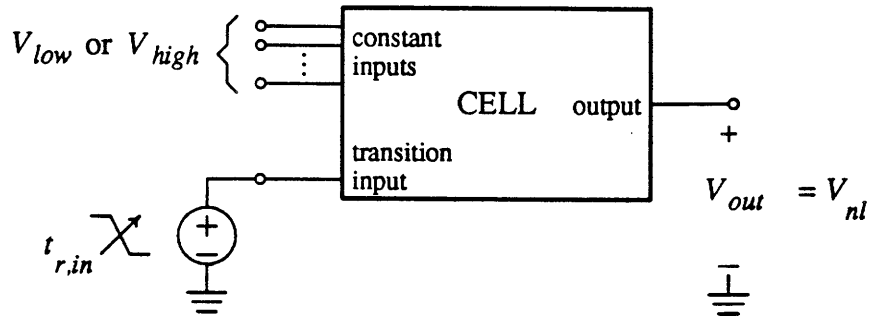 V_low or V_high
constant
inputs
CELL
output
transition
input
+
V_out = V_nl
t_r,in
+
−
−